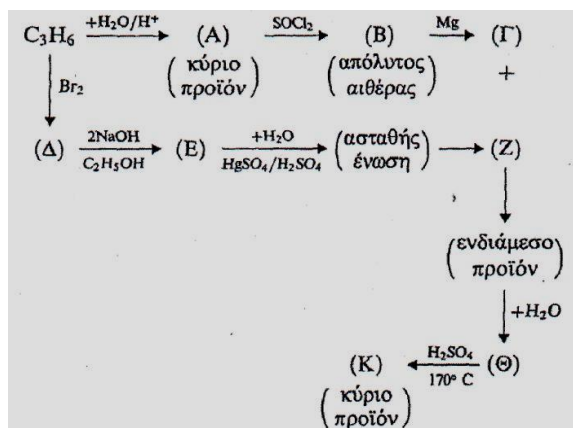 C₃H₆ +H₂O/H⁺ (A) SOCl₂ (B) Mg (Γ)
(κύριο προϊόν) (απόλυτος αιθέρας) +
Br₂
(Δ) 2NaOH C₂H₅OH (E) +H₂O HgSO₄/H₂SO₄ (ασταθής ένωση) (Z)
(ενδιάμεσο προϊόν)
+H₂O
(K) H₂SO₄ 170° C (Θ)
(κύριο προϊόν)